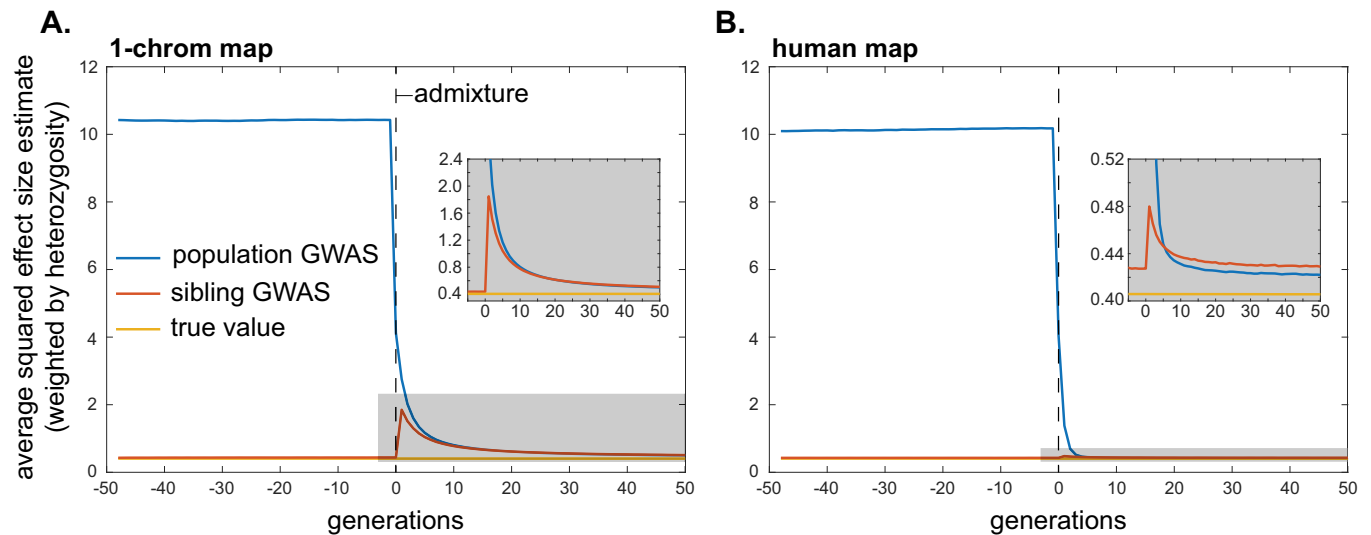 A.
1-chrom map
average squared effect size estimate
(weighted by heterozygosity)
12
10
8
6
4
2
0
-50 -40 -30 -20 -10 0 10 20 30 40 50
generations
admixture
population GWAS
sibling GWAS
true value
2.4
2.0
1.6
1.2
0.8
0.4
0 5 10 15 20 30 40 50
B.
human map
12
10
8
6
4
2
0
-50 -40 -30 -20 -10 0 10 20 30 40 50
generations
0.52
0.48
0.44
0.40
0 5 10 20 30 40 50